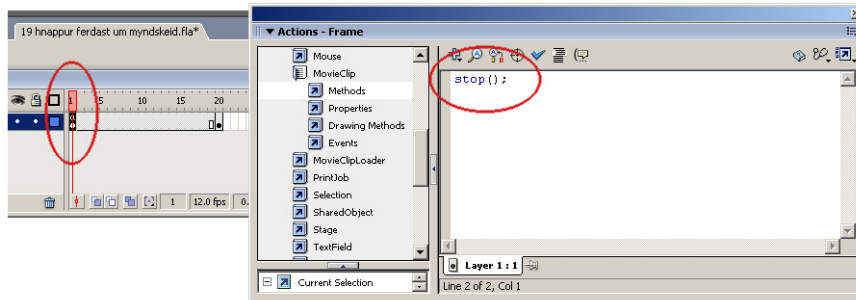 19 hnappur ferdast um myndskeid.fla*
1 5 10 15 20
1 12.0 fps 0.
Actions - Frame
Mouse
MovieClip
Methods
Properties
Drawing Methods
Events
MovieClipLoader
PrintJob
Selection
SharedObject
Stage
TextField
Current Selection
stop();
Layer 1 : 1
Line 2 of 2, Col 1